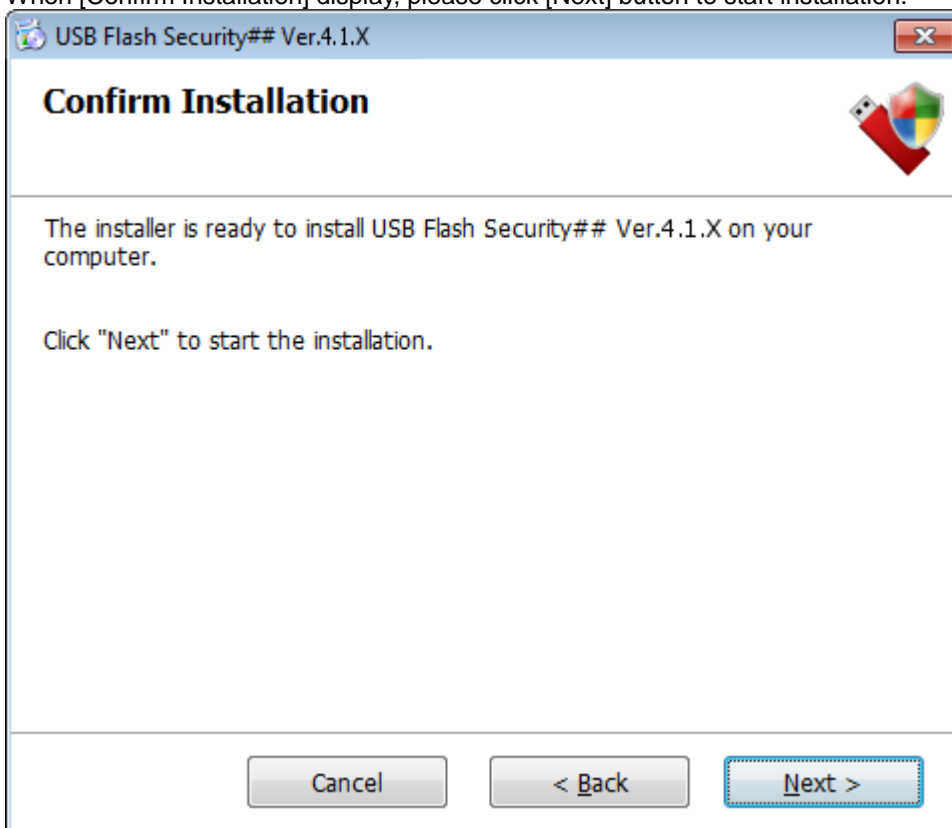 When [Confirm Installation] display, please click [Next] button to start installation.
USB Flash Security## Ver.4.1.X
Confirm Installation
The installer is ready to install USB Flash Security## Ver.4.1.X on your
computer.
Click "Next" to start the installation.
Cancel
< Back
Next >